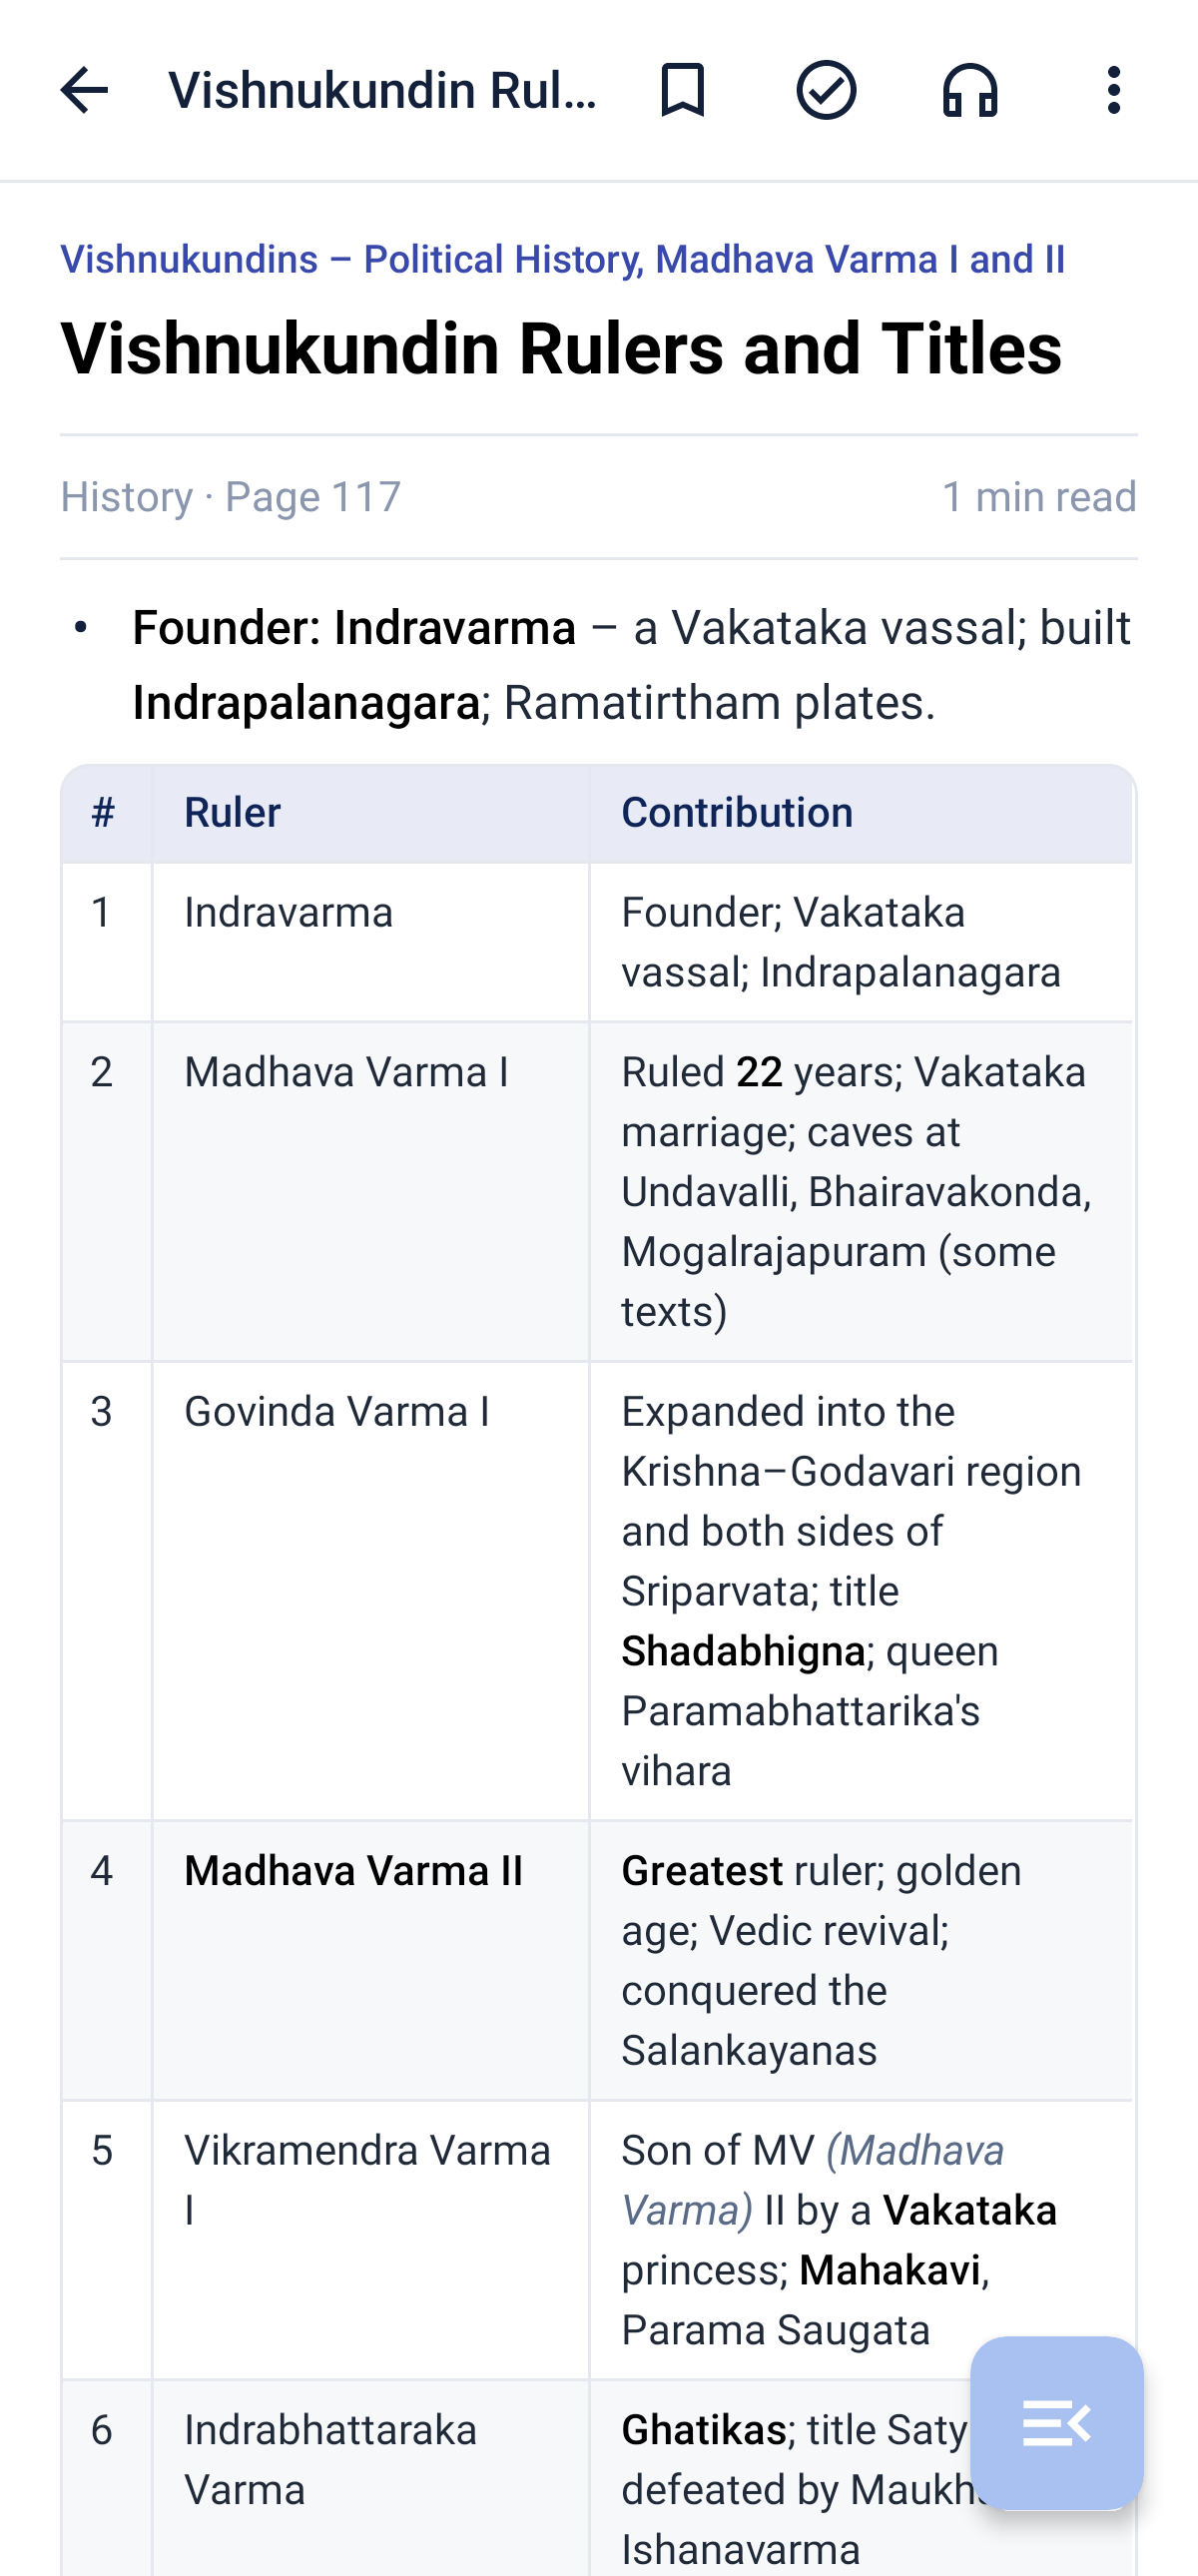 Vishnukundin Rul...
Vishnukundins – Political History, Madhava Varma I and II
Vishnukundin Rulers and Titles
History · Page 117
1 min read
• Founder: Indravarma – a Vakataka vassal; built
Indrapalanagara; Ramatirtham plates.
# Ruler Contribution
1 Indravarma Founder; Vakataka
vassal; Indrapalanagara
2 Madhava Varma I Ruled 22 years; Vakataka
marriage; caves at
Undavalli, Bhairavakonda,
Mogalrajapuram (some
texts)
3 Govinda Varma I Expanded into the
Krishna–Godavari region
and both sides of
Sriparvata; title
Shadabhigna; queen
Paramabhattarika's
vihara
4 Madhava Varma II Greatest ruler; golden
age; Vedic revival;
conquered the
Salankayanas
5 Vikramendra Varma
I
Son of MV (Madhava
Varma) II by a Vakataka
princess; Mahakavi,
Parama Saugata
6 Indrabhattaraka
Varma
Ghatikas; title
defeated by
Ishanavarma